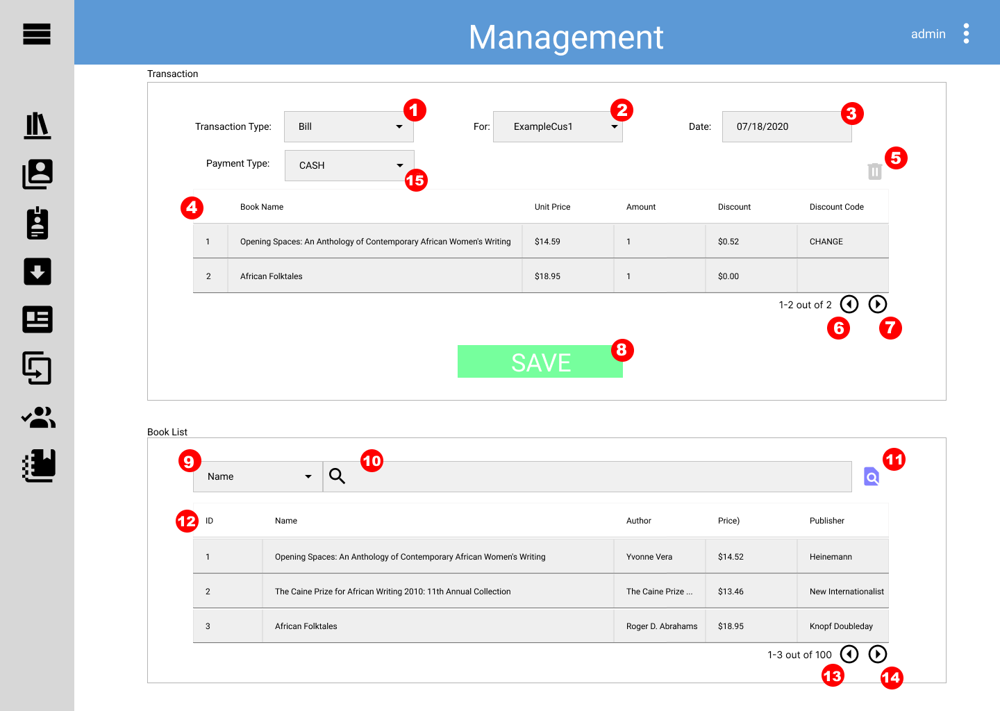 Management
admin
Transaction
Transaction Type: Bill 1 For: ExampleCus1 2 Date: 07/18/2020 3
Payment Type: CASH 15 5
4 Book Name Unit Price Amount Discount Discount Code
1 Opening Spaces: An Anthology of Contemporary African Women's Writing $14.59 1 $0.52 CHANGE
2 African Folktales $18.95 1 $0.00
1-2 out of 2
6 7
SAVE 8
Book List
9 Name 10 11
12 ID Name Author Price) Publisher
1 Opening Spaces: An Anthology of Contemporary African Women's Writing Yvonne Vera $14.52 Heinemann
2 The Caine Prize for African Writing 2010: 11th Annual Collection The Caine Prize ... $13.46 New Internationalist
3 African Folktales Roger D. Abrahams $18.95 Knopf Doubleday
1-3 out of 100
13 14